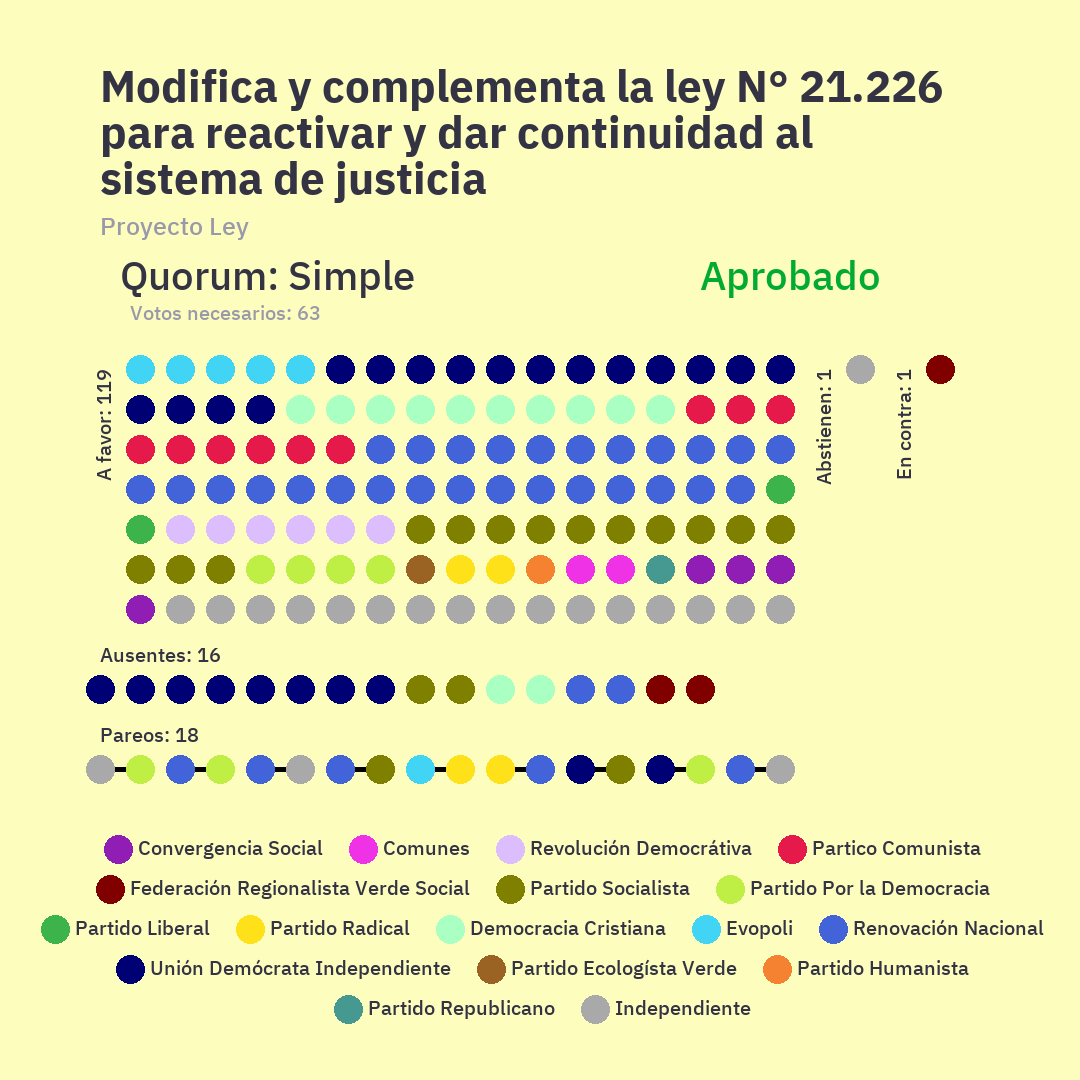 Modifica y complementa la ley N° 21.226
para reactivar y dar continuidad al
sistema de justicia
Proyecto Ley
Quorum: Simple
Aprobado
Votos necesarios: 63
A favor: 119
Abstienen: 1
En contra: 1
Ausentes: 16
Pareos: 18
Convergencia Social
Comunes
Revolución Democrátiva
Partico Comunista
Federación Regionalista Verde Social
Partido Socialista
Partido Por la Democracia
Partido Liberal
Partido Radical
Democracia Cristiana
Evopoli
Renovación Nacional
Unión Demócrata Independiente
Partido Ecologísta Verde
Partido Humanista
Partido Republicano
Independiente